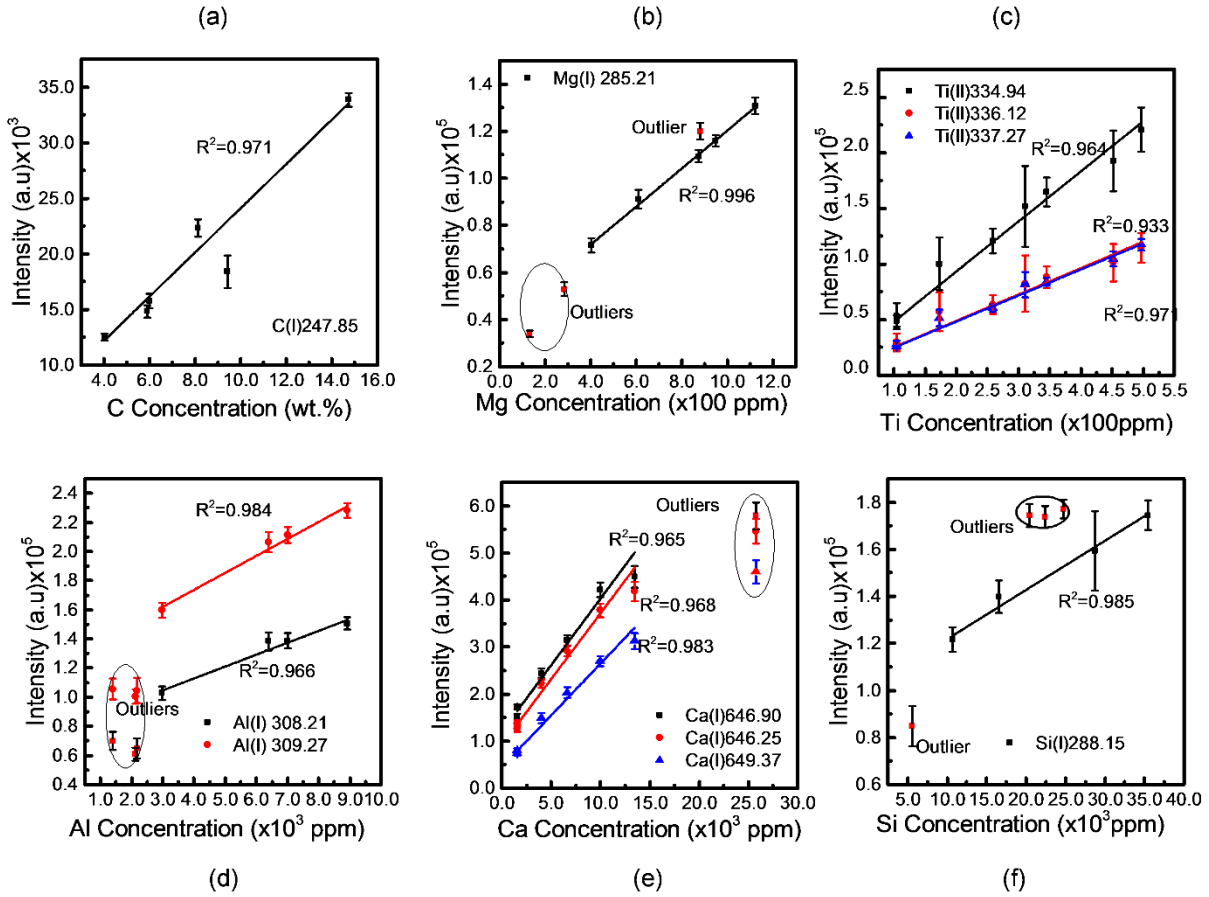 (a)
(b)
(c)
Intensity (a.u)x10³
35.0
30.0
25.0
20.0
15.0
10.0
R²=0.971
C(I)247.85
4.0 6.0 8.0 10.0 12.0 14.0 16.0
C Concentration (wt.%)
Intensity (a.u)x10⁵
1.4
1.2
1.0
0.8
0.6
0.4
0.2
Mg(I) 285.21
Outlier
R²=0.996
Outliers
2.0 4.0 6.0 8.0 10.0 12.0
Mg Concentration (x100 ppm)
Intensity (a.u)x10⁵
2.5
2.0
1.5
1.0
0.5
0.0
Ti(II)334.94
Ti(II)336.12
Ti(II)337.27
R²=0.964
R²=0.933
R²=0.971
1.0 1.5 2.0 2.5 3.0 3.5 4.0 4.5 5.0 5.5
Ti Concentration (x100ppm)
Intensity (a.u)x10⁵
2.4
2.2
2.0
1.8
1.6
1.4
1.2
1.0
0.8
0.6
0.4
R²=0.984
R²=0.966
Outliers
Al(I) 308.21
Al(I) 309.27
1.0 2.0 3.0 4.0 5.0 6.0 7.0 8.0 9.0 10.0
Al Concentration (x10³ ppm)
Intensity (a.u)x10⁵
6.0
5.0
4.0
3.0
2.0
1.0
0.0
Outliers
R²=0.965
R²=0.968
R²=0.983
Ca(I)646.90
Ca(I)646.25
Ca(I)649.37
0.0 5.0 10.0 15.0 20.0 25.0 30.0
Ca Concentration (x10³ ppm)
Intensity (a.u)x10⁵
1.8
1.6
1.4
1.2
1.0
0.8
0.6
Outliers
R²=0.985
Outlier
Si(I)288.15
5.0 10.0 15.0 20.0 25.0 30.0 35.0 40.0
Si Concentration (x10³ppm)
(d)
(e)
(f)